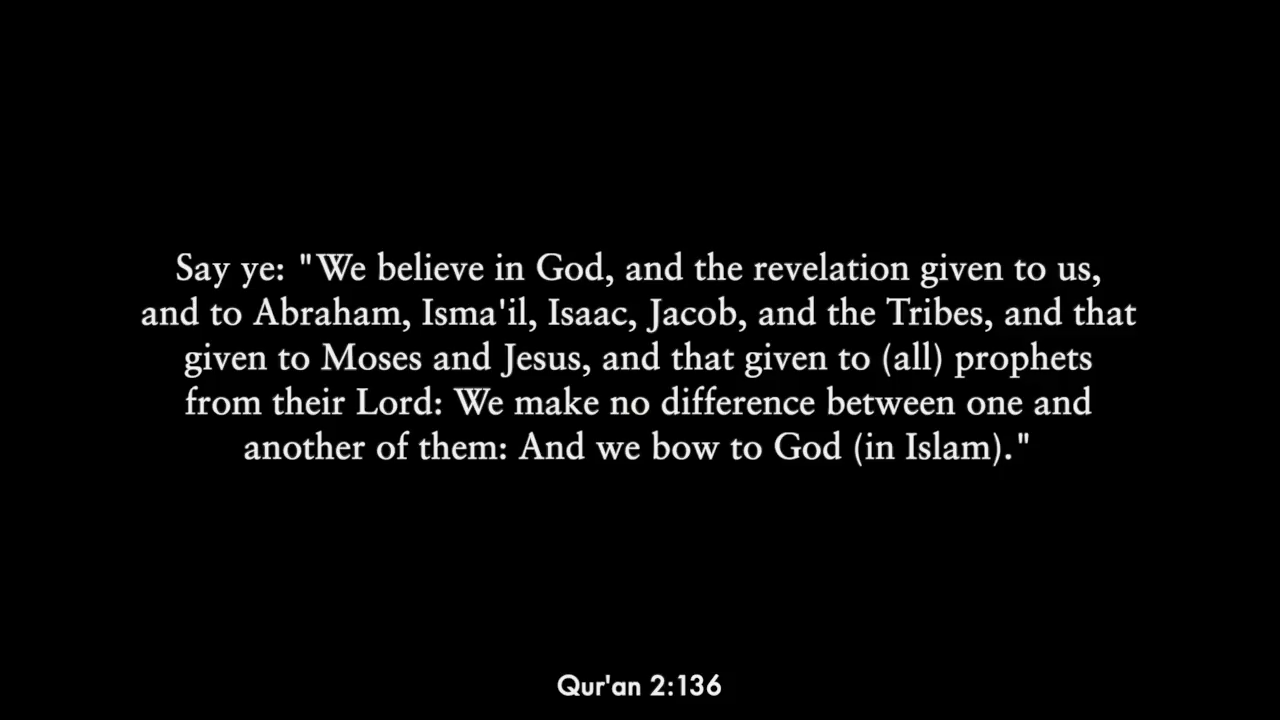 Say ye: "We believe in God, and the revelation given to us,
and to Abraham, Isma'il, Isaac, Jacob, and the Tribes, and that
given to Moses and Jesus, and that given to (all) prophets
from their Lord: We make no difference between one and
another of them: And we bow to God (in Islam)."
Qur'an 2:136